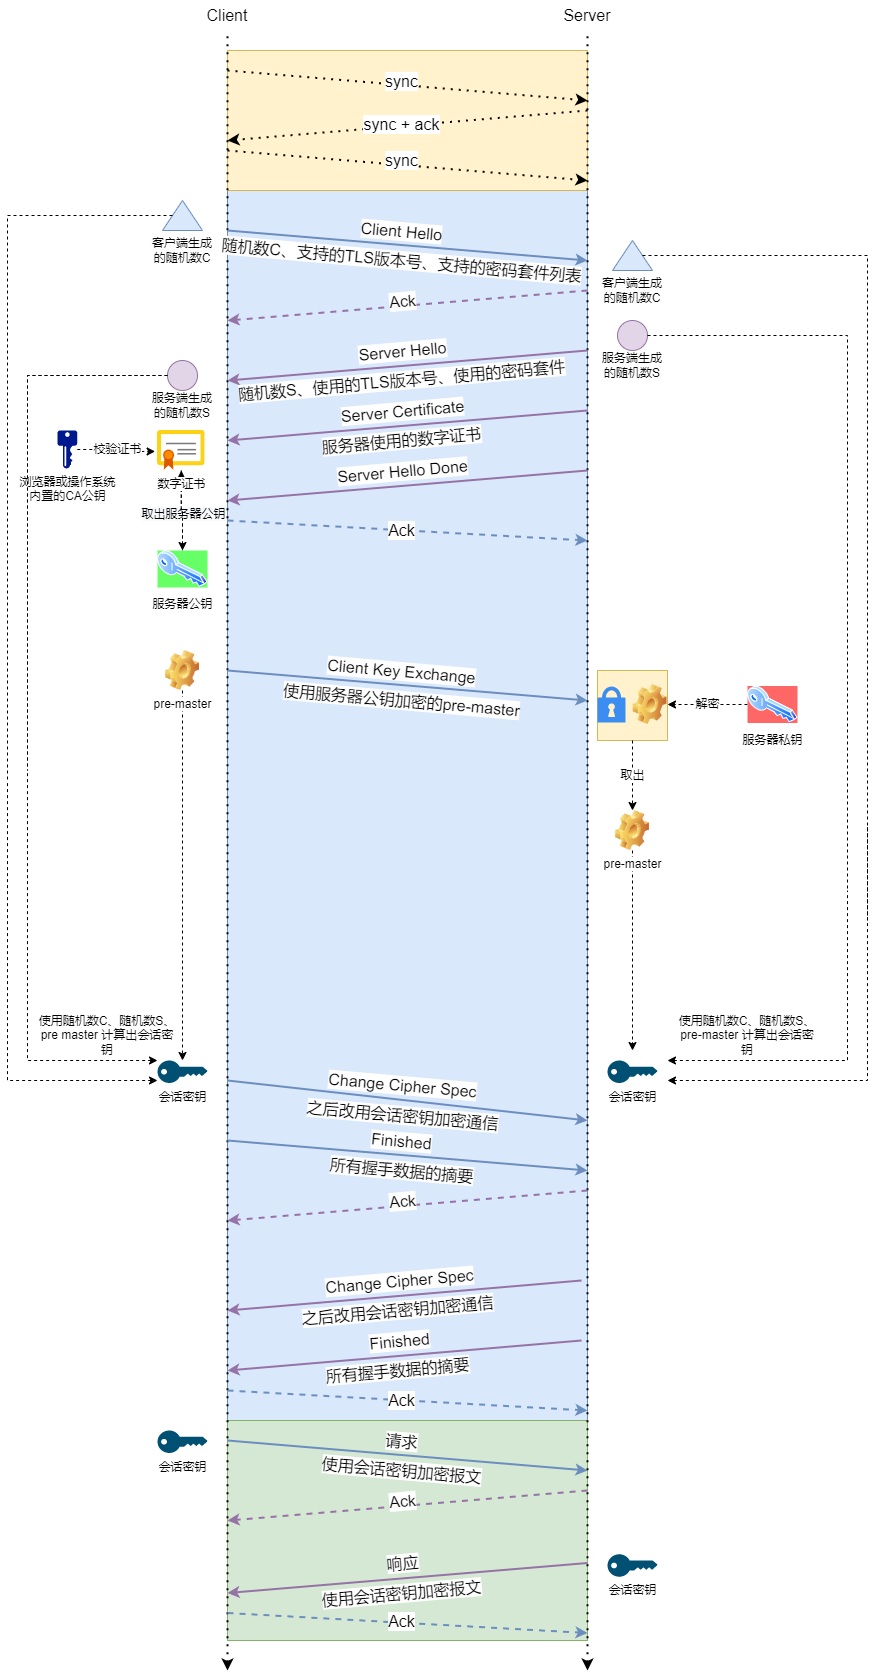 Client
Server
sync
sync + ack
sync
客户端生成
的随机数C
Client Hello
随机数C、支持的TLS版本号、支持的密码套件列表
客户端生成
的随机数C
Ack
服务端生成
的随机数S
Server Hello
随机数S、使用的TLS版本号、使用的密码套件
服务端生成
的随机数S
Server Certificate
服务器使用的数字证书
校验证书
浏览器或操作系统
内置的CA公钥
数字证书
Server Hello Done
取出服务器公钥
Ack
服务器公钥
Client Key Exchange
使用服务器公钥加密的pre-master
pre-master
解密
服务器私钥
取出
pre-master
使用随机数C、随机数S、
pre master 计算出会话密
钥
使用随机数C、随机数S、
pre-master 计算出会话密
钥
会话密钥
会话密钥
Change Cipher Spec
之后改用会话密钥加密通信
Finished
所有握手数据的摘要
Ack
Change Cipher Spec
之后改用会话密钥加密通信
Finished
所有握手数据的摘要
Ack
会话密钥
请求
使用会话密钥加密报文
Ack
响应
使用会话密钥加密报文
会话密钥
Ack